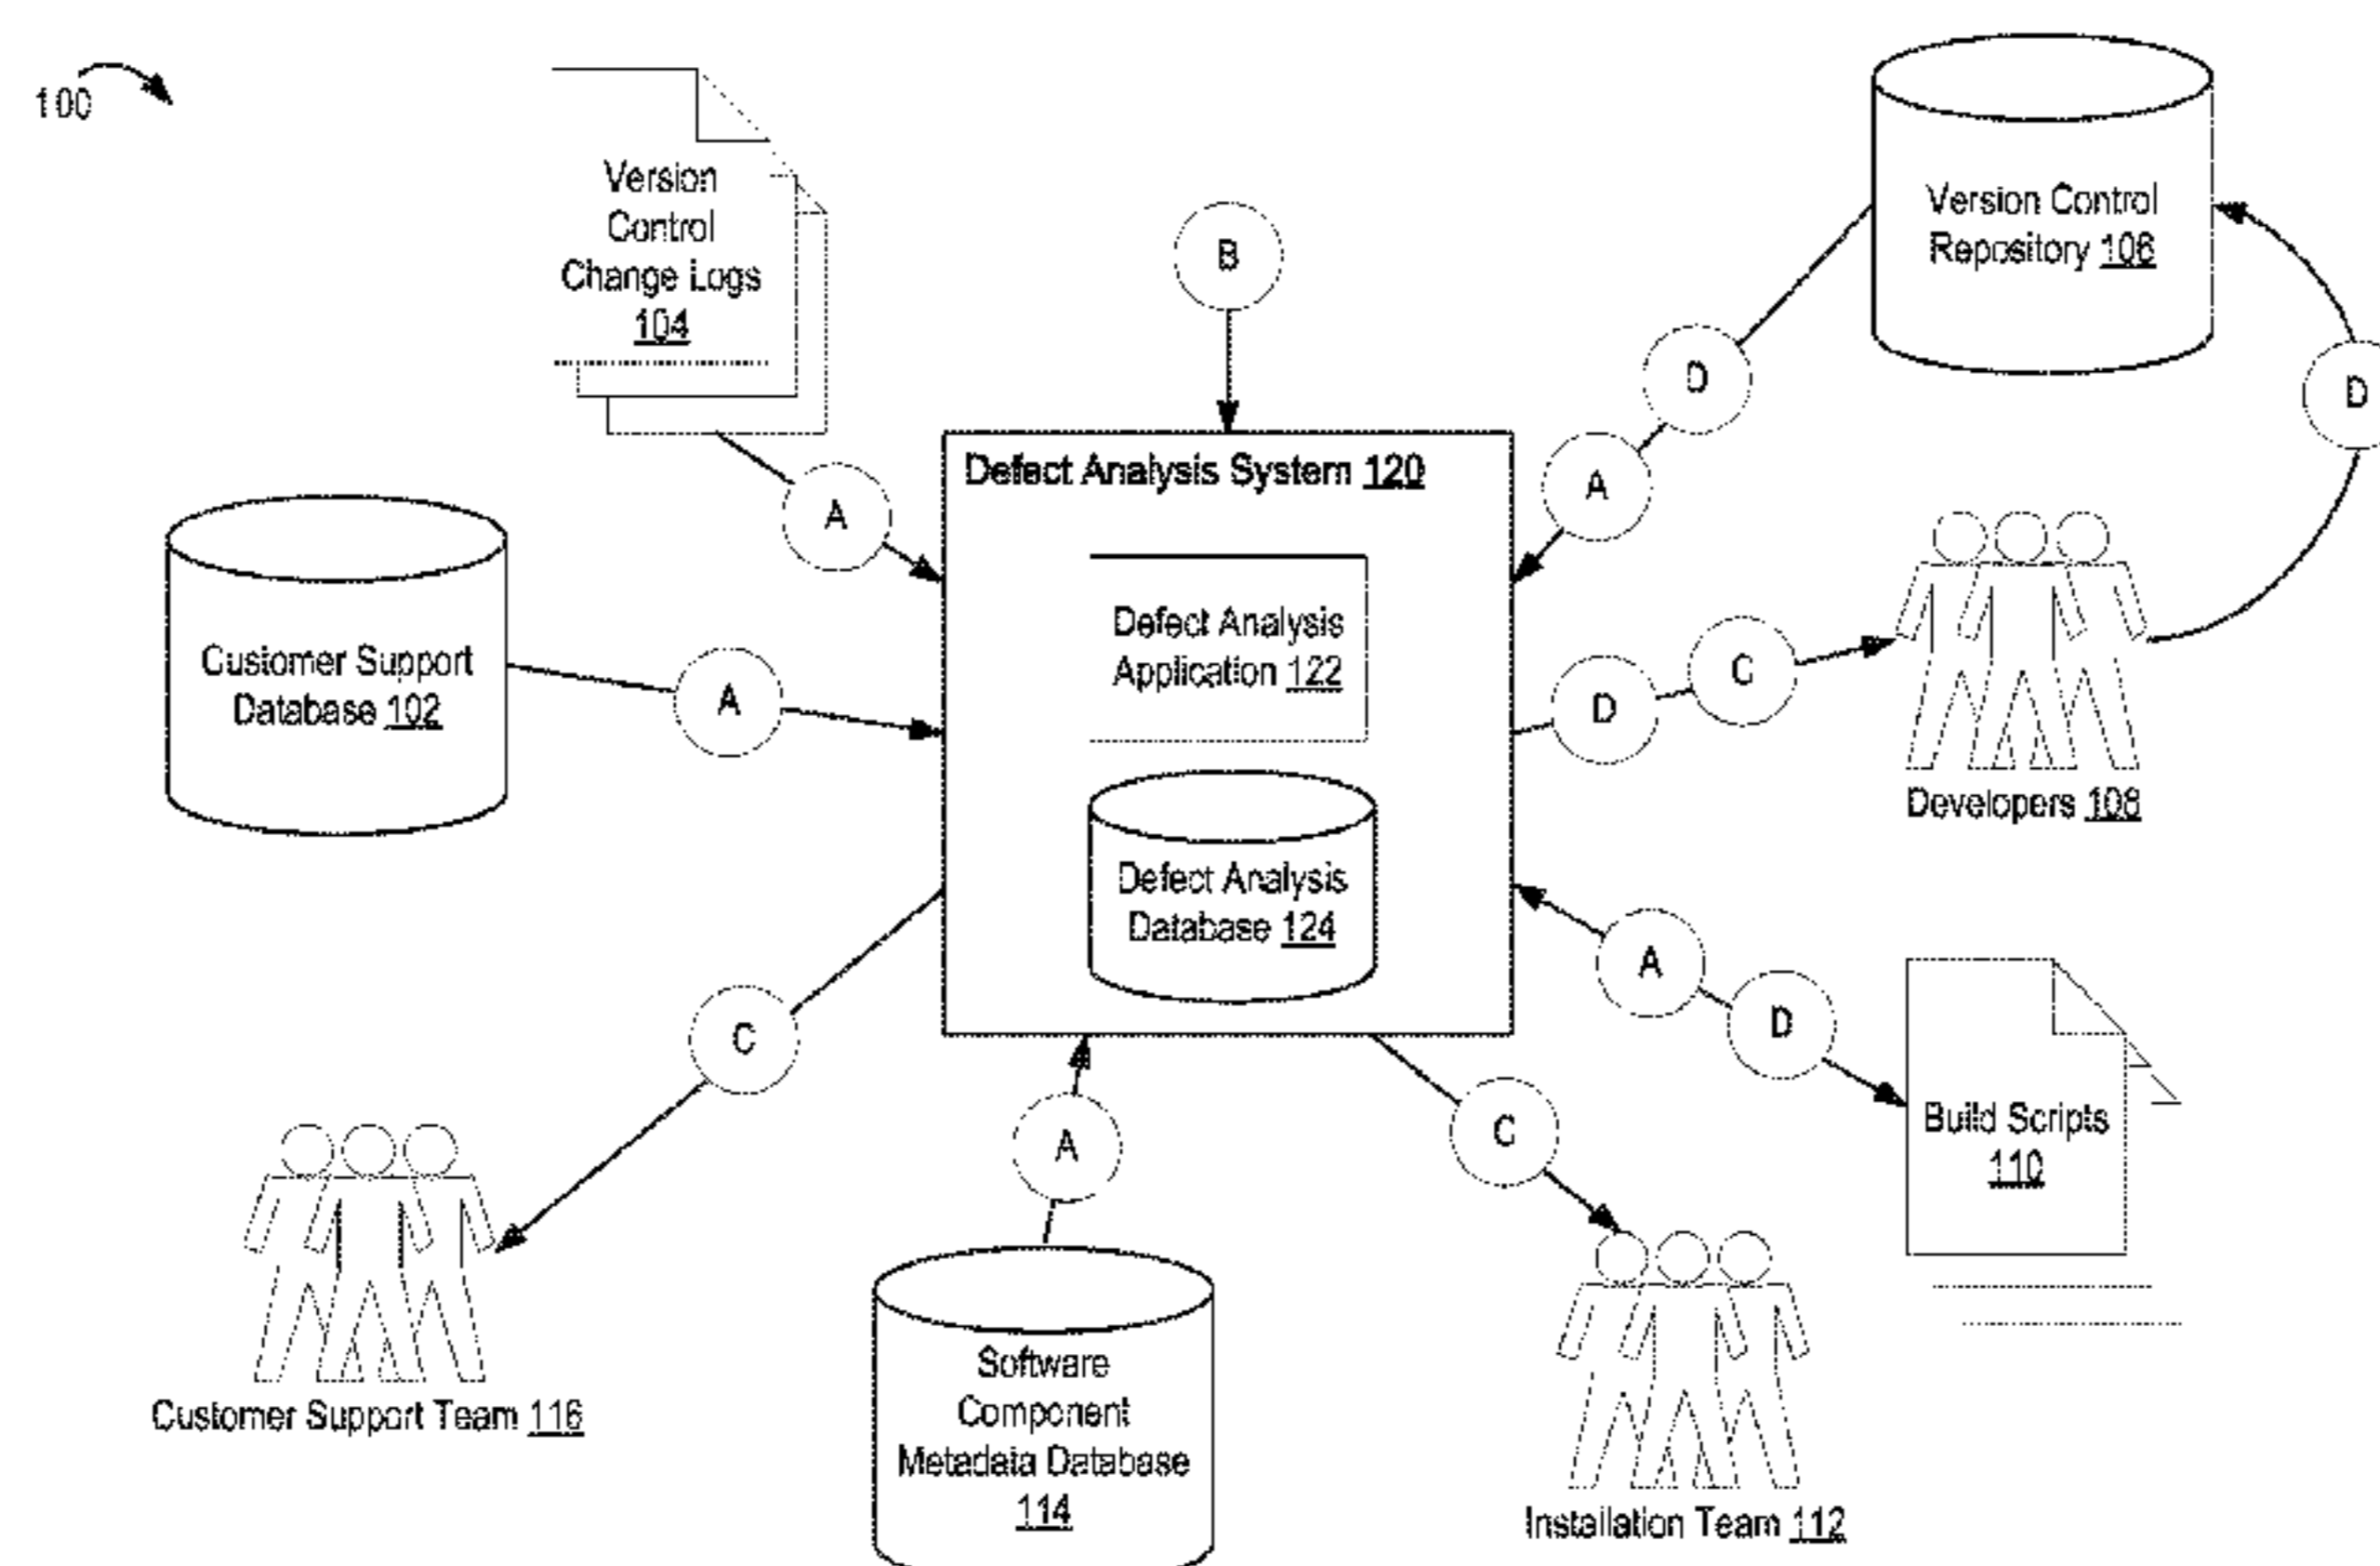 100
Version
Control
Change Logs
104
B
Version Control
Repository 106
D
D
A
A
Defect Analysis System 120
Defect Analysis
Application 122
Customer Support
Database 102
A
D
C
Developers 108
Defect Analysis
Database 124
A
D
C
A
C
Build Scripts
110
Customer Support Team 116
Software
Component
Metadata Database
114
Installation Team 112